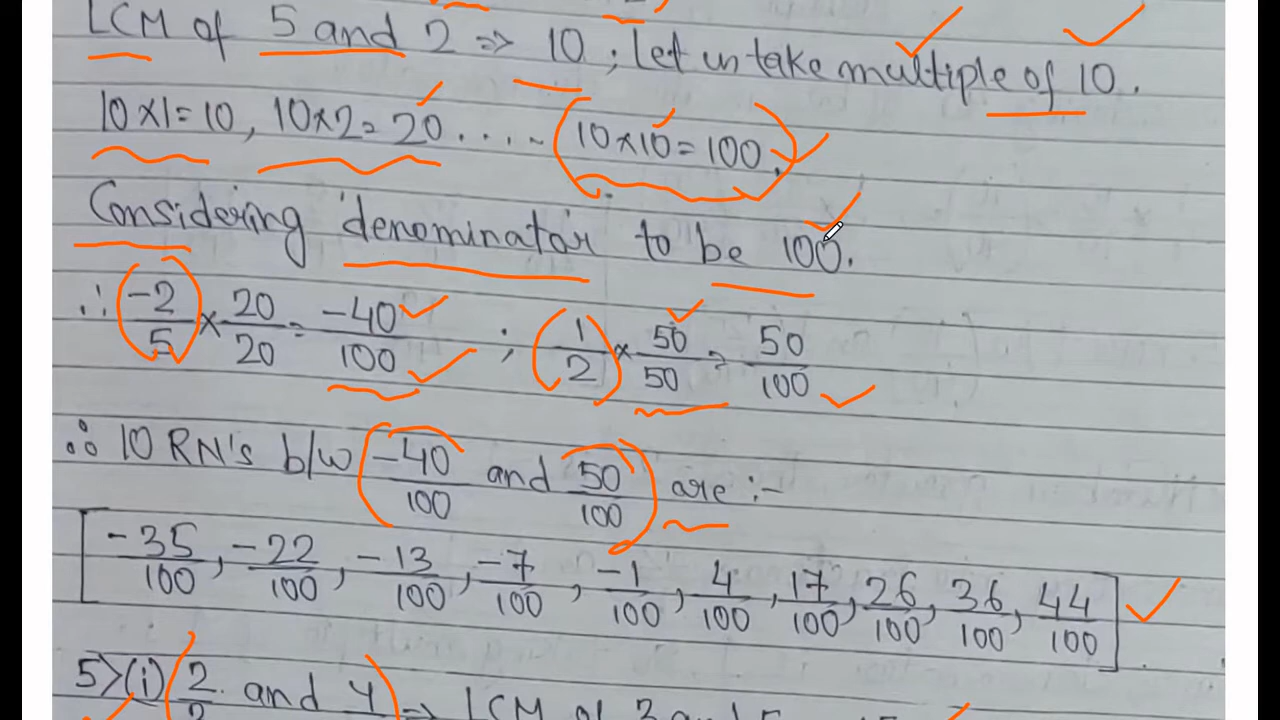 LCM of 5 and 2 => 10 ; Let us take multiple of 10.
10×1=10, 10×2=20 ..... (10×10=100.)
Considering denominator to be 100.
∴ (-2/5) × 20/20 = -40/100 ; (1/2) × 50/50 = 50/100
∴ 10 RN's b/w (-40/100 and 50/100) are :-
[-35/100, -22/100, -13/100, -7/100, -1/100, 4/100, 17/100, 26/100, 36/100, 44/100]
5>(i) 2 and 4 => LCM of 3 and 5